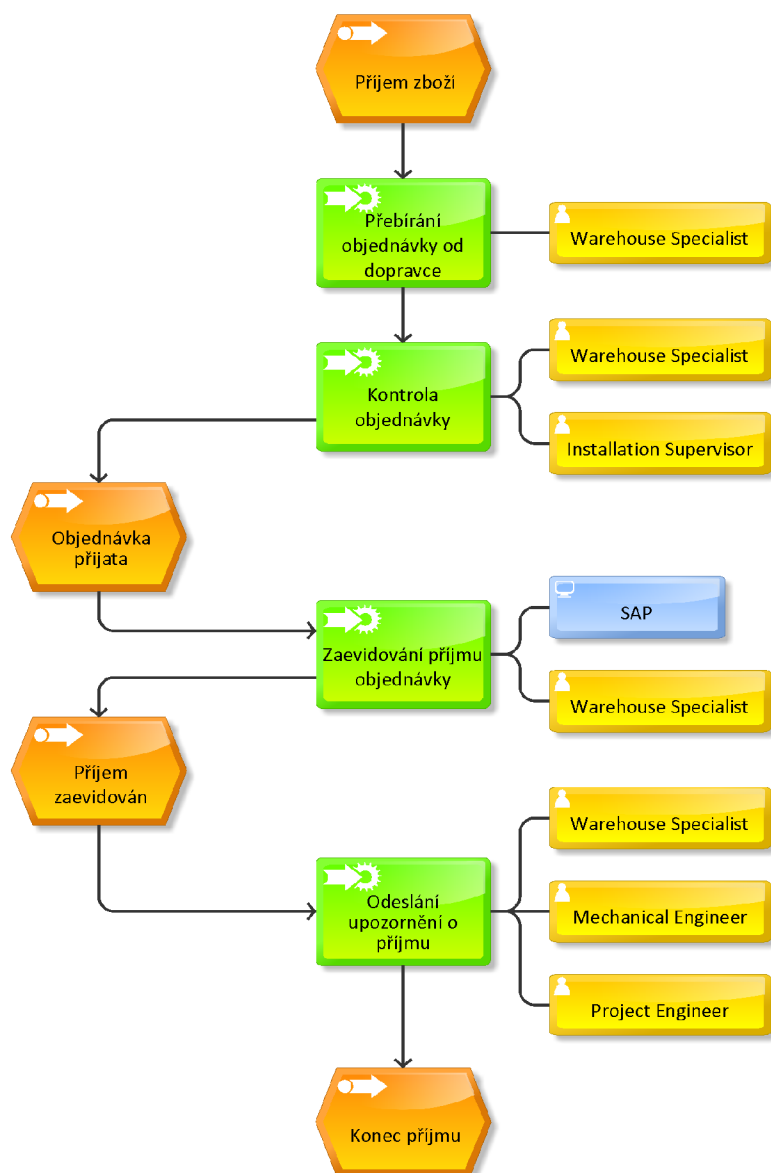 Příjem zboží
Přebírání
objednávky od
dopravce
Warehouse Specialist
Kontrola
objednávky
Warehouse Specialist
Installation Supervisor
Objednávka
přijata
Zaevidování příjmu
objednávky
SAP
Warehouse Specialist
Příjem
zaevidován
Odeslání
upozornění o
příjmu
Warehouse Specialist
Mechanical Engineer
Project Engineer
Konec příjmu